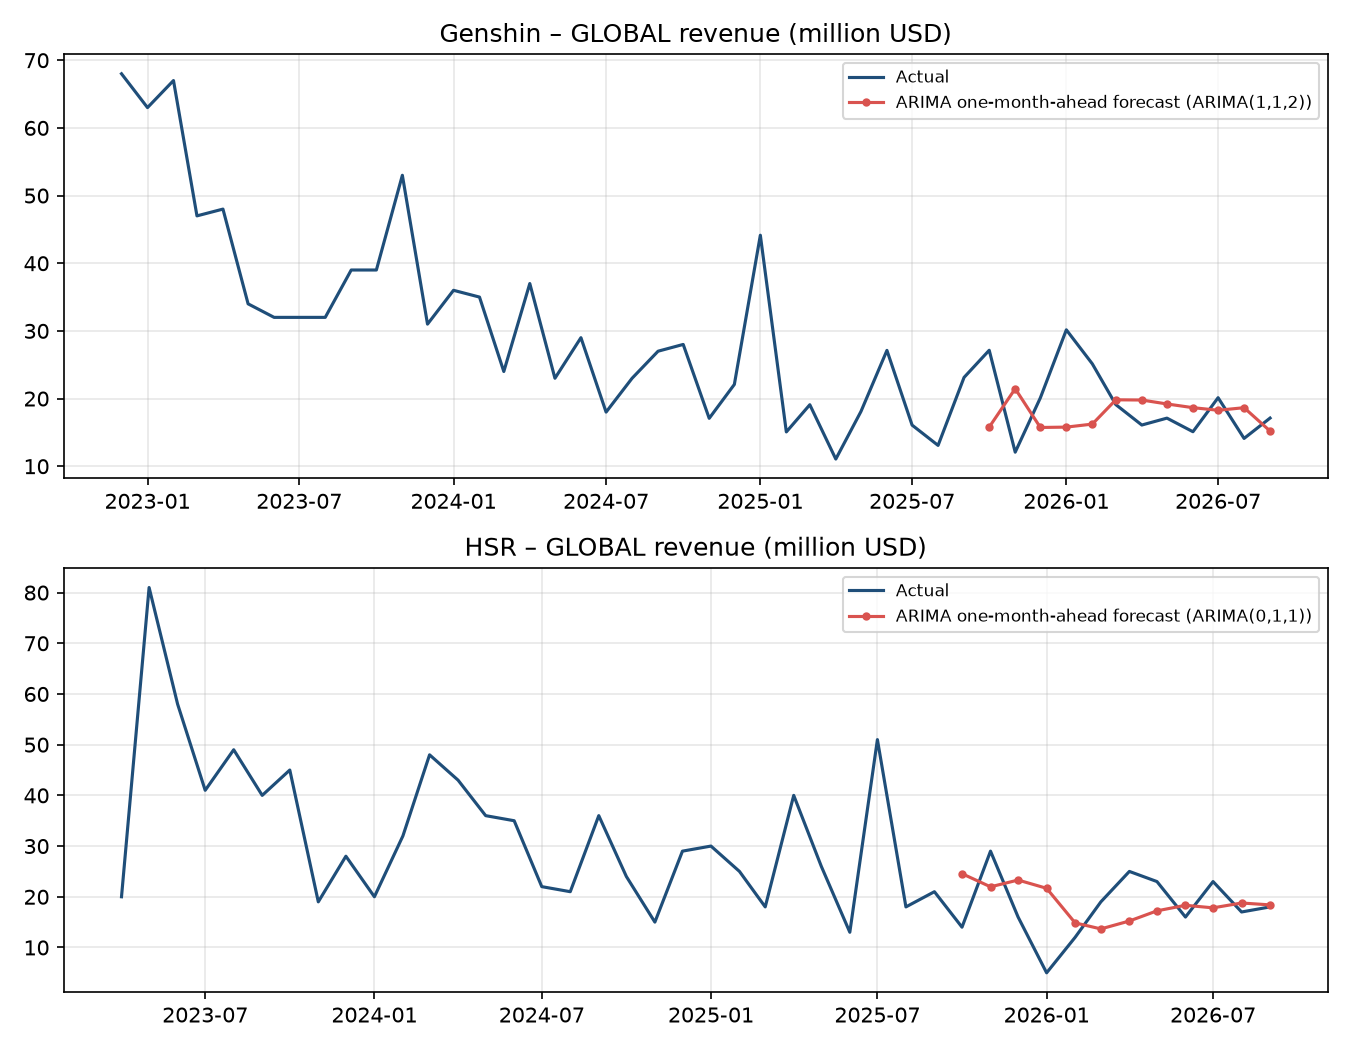 Genshin – GLOBAL revenue (million USD)
Actual
ARIMA one-month-ahead forecast (ARIMA(1,1,2))
70
60
50
40
30
20
10
2023-01 2023-07 2024-01 2024-07 2025-01 2025-07 2026-01 2026-07
HSR – GLOBAL revenue (million USD)
Actual
ARIMA one-month-ahead forecast (ARIMA(0,1,1))
80
70
60
50
40
30
20
10
2023-07 2024-01 2024-07 2025-01 2025-07 2026-01 2026-07